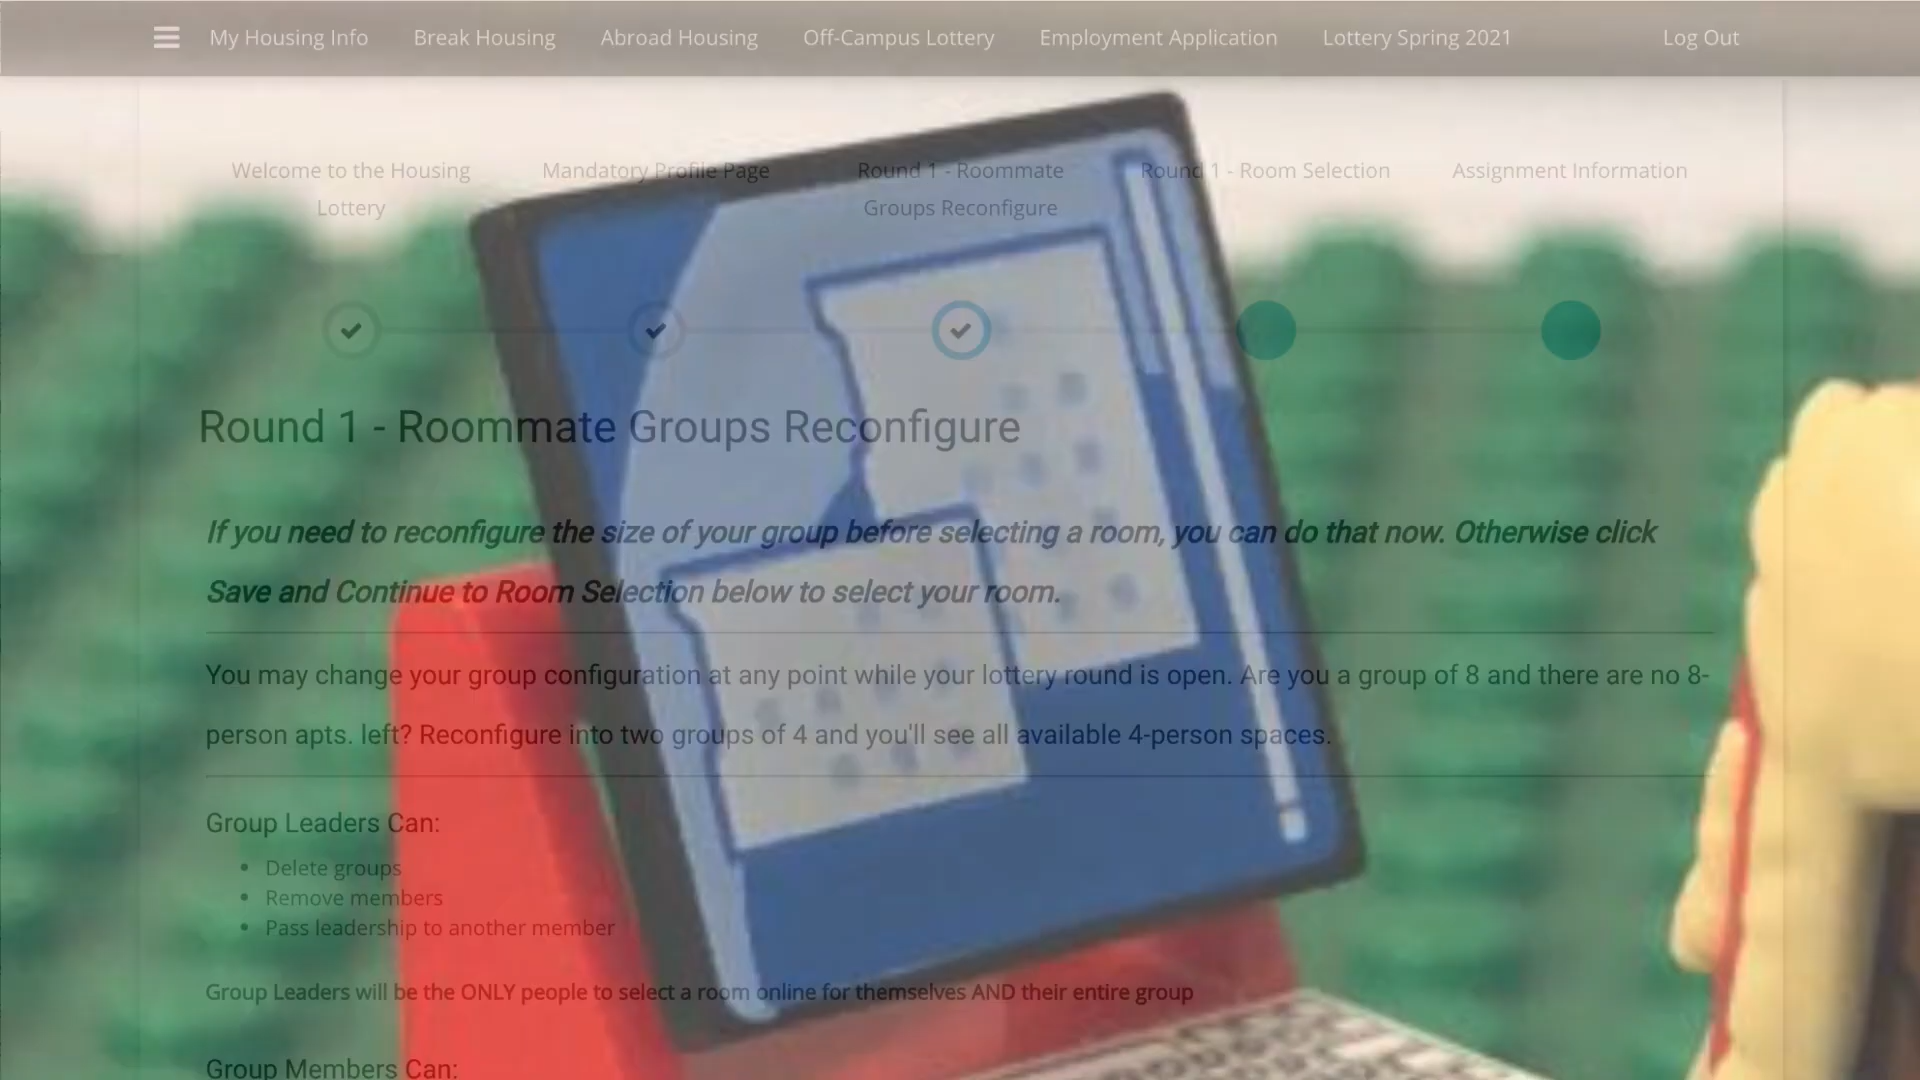 My Housing Info Break Housing Abroad Housing Off-Campus Lottery Employment Application Lottery Spring 2021 Log Out
Welcome to the Housing Lottery
Mandatory Profile Page
Round 1 - Roommate Groups Reconfigure
Round 1 - Room Selection
Assignment Information
Round 1 - Roommate Groups Reconfigure
If you need to reconfigure the size of your group before selecting a room, you can do that now. Otherwise click
Save and Continue to Room Selection below to select your room.
You may change your group configuration at any point while your lottery round is open. Are you a group of 8 and there are no 8-
person apts. left? Reconfigure into two groups of 4 and you'll see all available 4-person spaces.
Group Leaders Can:
• Delete groups
• Remove members
• Pass leadership to another member
Group Leaders will be the ONLY people to select a room online for themselves AND their entire group
Group Members Can: